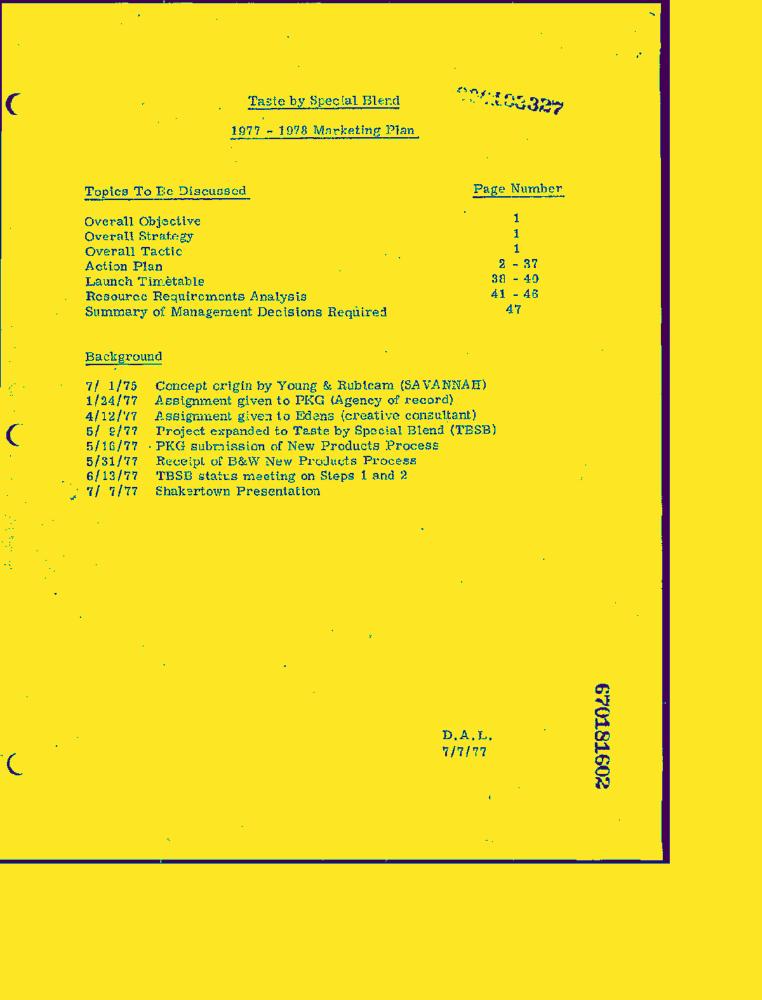 Taste by Special Blend
1977 - 1978 Marketing Plan
Topics To Be Discussed Page Number
Overall Objective 1
Overall Strategy 1
Overall Tactic 1
Action Plan 2 - 37
Launch Timetable 38 - 40
Resource Requirements Analysis 41 - 46
Summary of Management Decisions Required 47
Background
7/ 1/75 Concept origin by Young & Rubicam (SAVANNAH)
1/24/77 Assignment given to PKG (Agency of record)
4/12/77 Assignment given to Edens (creative consultant)
5/ 9/77 Project expanded to Taste by Special Blend (TBSB)
5/16/77 PKG submission of New Products Process
5/31/77 Receipt of B&W New Products Process
6/13/77 TBSB status meeting on Steps 1 and 2
7/ 7/77 Shakertown Presentation
D.A.L.
7/7/77
670181602